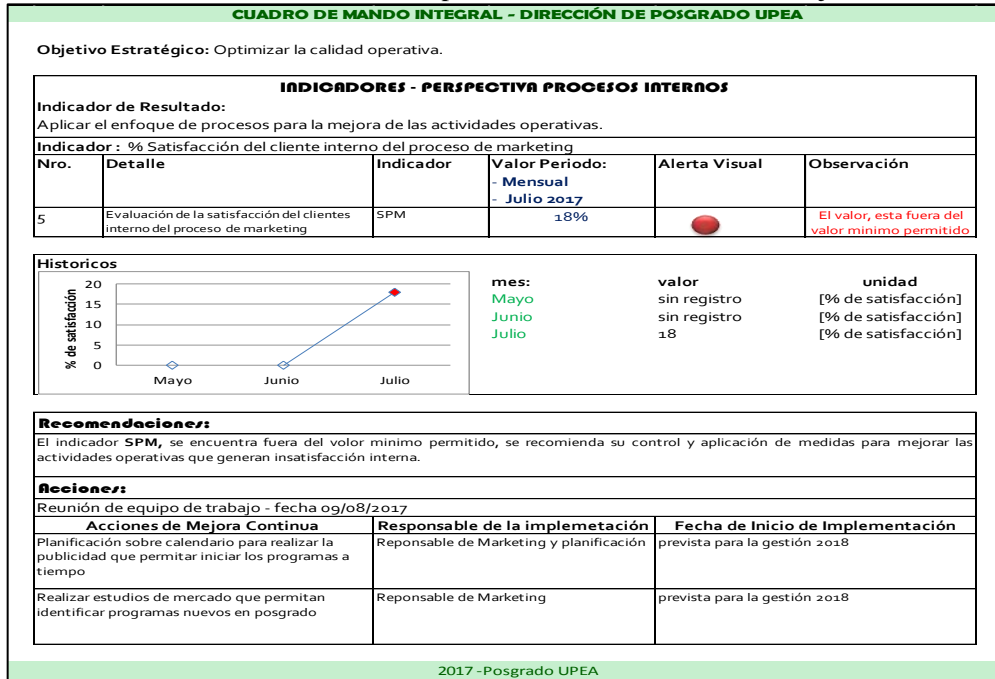 CUADRO DE MANDO INTEGRAL - DIRECCIÓN DE POSGRADO UPEA
Objetivo Estratégico: Optimizar la calidad operativa.
INDICADORES - PERSPECTIVA PROCESOS INTERNOS
Indicador de Resultado:
Aplicar el enfoque de procesos para la mejora de las actividades operativas.
Indicador : % Satisfacción del cliente interno del proceso de marketing
Nro. Detalle Indicador Valor Periodo: Alerta Visual Observación
- Mensual
- Julio 2017
5 Evaluación de la satisfacción del clientes SPM 18% El valor, esta fuera del
interno del proceso de marketing valor minimo permitido
Historicos
% de satisfacción
20
15
10
5
0
Mayo Junio Julio
mes: valor unidad
Mayo sin registro [% de satisfacción]
Junio sin registro [% de satisfacción]
Julio 18 [% de satisfacción]
Recomendaciones:
El indicador SPM, se encuentra fuera del volor minimo permitido, se recomienda su control y aplicación de medidas para mejorar las
actividades operativas que generan insatisfacción interna.
Acciones:
Reunión de equipo de trabajo - fecha 09/08/2017
Acciones de Mejora Continua Responsable de la implemetación Fecha de Inicio de Implementación
Planificación sobre calendario para realizar la Reponsable de Marketing y planificación prevista para la gestión 2018
publicidad que permitar iniciar los programas a
tiempo
Realizar estudios de mercado que permitan Reponsable de Marketing prevista para la gestión 2018
identificar programas nuevos en posgrado
2017 -Posgrado UPEA